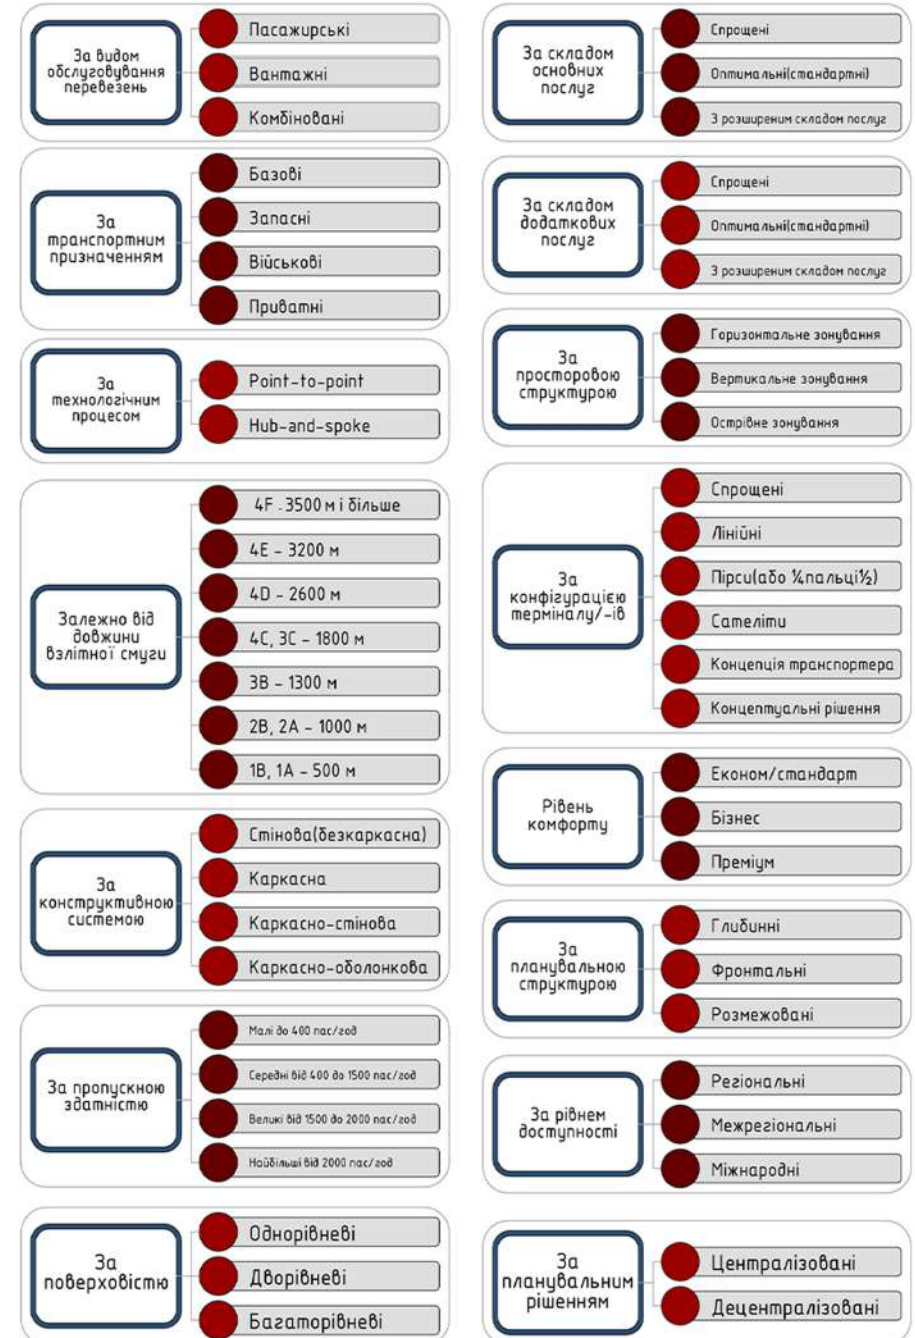 За видом
обслуговування
перевезень
Пасажирські
Вантажні
Комбіновані
За
транспортним
призначенням
Базові
Запасні
Військові
Приватні
За
технологічним
процесом
Point-to-point
Hub-and-spoke
Залежно від
довжини
взлітної смуги
4F - 3500 м і більше
4E - 3200 м
4D - 2600 м
4C, 3C - 1800 м
3B - 1300 м
2B, 2A - 1000 м
1B, 1A - 500 м
За
конструктивною
системою
Стінова(безкаркасна)
Каркасна
Каркасно-стінова
Каркасно-оболонкова
За пропускною
здатністю
Малі до 400 пас/год
Середні від 400 до 1500 пас/год
Великі від 1500 до 2000 пас/год
Найбільші від 2000 пас/год
За
поверховістю
Однорівневі
Дворівневі
Багаторівневі
За складом
основних
послуг
Спрощені
Оптимальні(стандартні)
З розширеним складом послуг
За складом
додаткових
послуг
Спрощені
Оптимальні(стандартні)
З розширеним складом послуг
За
просторовою
структурою
Горизонтальне зонування
Вертикальне зонування
Острівне зонування
За
конфігурацією
терміналу/-ів
Спрощені
Лінійні
Пірси(або ¼пальці½)
Сателіти
Концепція транспортера
Концептуальні рішення
Рівень
комфорту
Економ/стандарт
Бізнес
Преміум
За
планувальною
структурою
Глибинні
Фронтальні
Розмежовані
За рівнем
доступності
Регіональні
Межрегіональні
Міжнародні
За
планувальним
рішенням
Централізовані
Децентралізовані